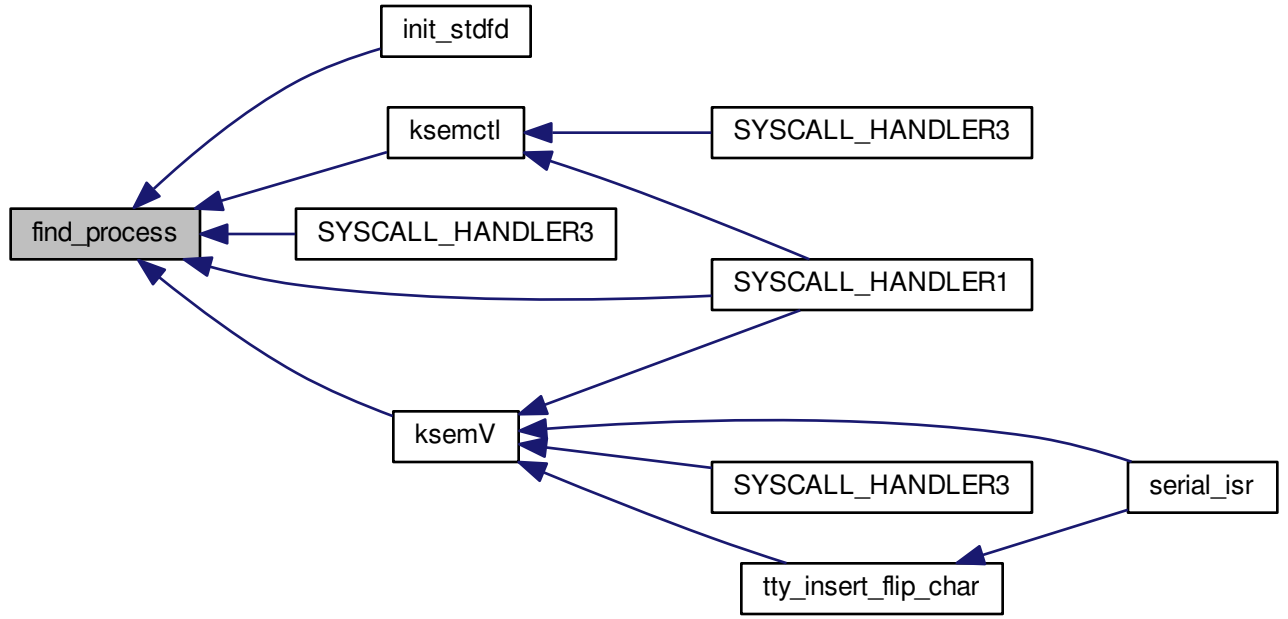 init_stdfd
ksemctl
SYSCALL_HANDLER3
find_process
SYSCALL_HANDLER3
SYSCALL_HANDLER1
ksemV
SYSCALL_HANDLER3
serial_isr
tty_insert_flip_char